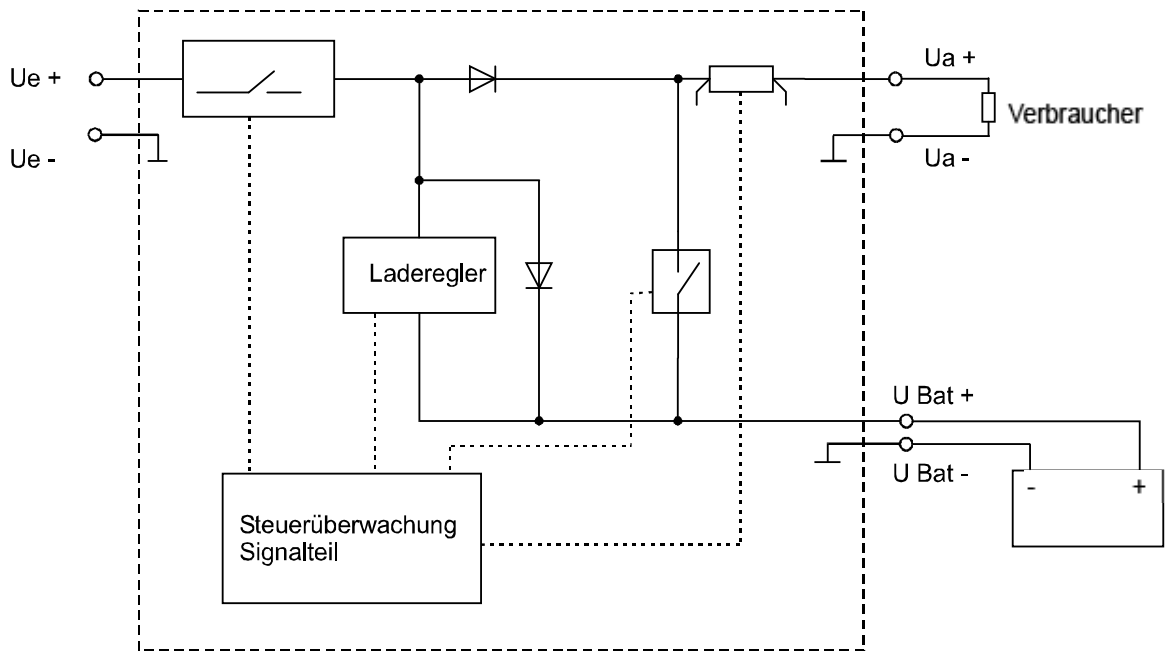 Ue +
Ue -
Ua +
Verbraucher
Ua -
Laderegler
U Bat +
U Bat -
- +
Steuerüberwachung
Signalteil